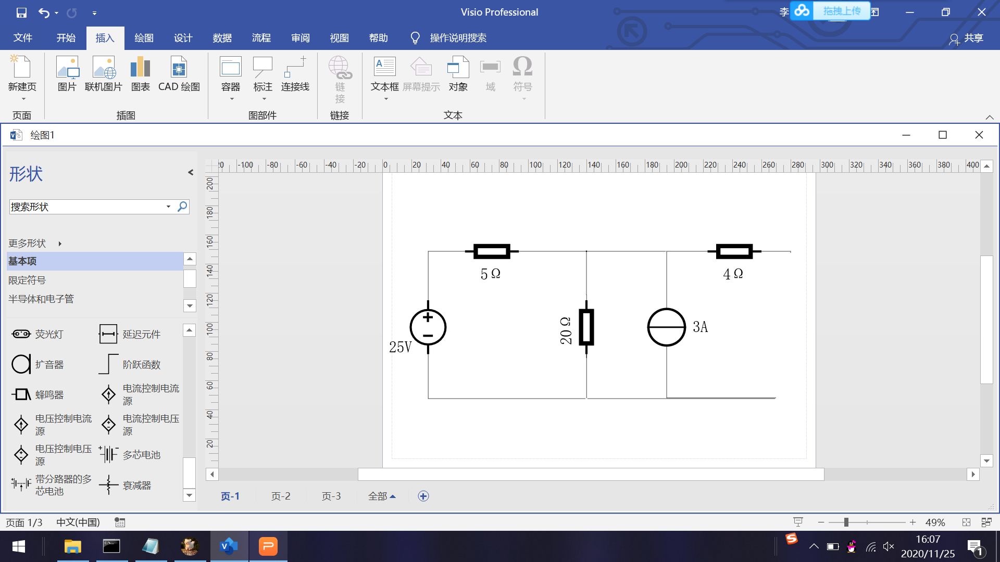 Visio Professional
李
拖拽上传
文件 开始 插入 绘图 设计 数据 流程 审阅 视图 帮助 操作说明搜索 共享
新建页 图片 联机图片 图表 CAD 绘图 容器 标注 连接线 链接 文本框 屏幕提示 对象 域 符号
页面 插图 图部件 链接 文本
绘图1
形状
搜索形状
更多形状
基本项
限定符号
半导体和电子管
荧光灯 延迟元件
扩音器 阶跃函数
蜂鸣器 电流控制电流源
电压控制电流源 电流控制电压源
电压控制电压源 多芯电池
带分路器的多芯电池 衰减器
-100 -80 -60 -40 -20 0 20 40 60 80 100 120 140 160 180 200 220 240 260 280 300 320 340 360 380 400
200
180
160
140
120
100
80
60
40
20
5Ω 4Ω
20Ω 3A
25V
页-1 页-2 页-3 全部
页面 1/3 中文(中国) 49%
16:07
2020/11/25
1